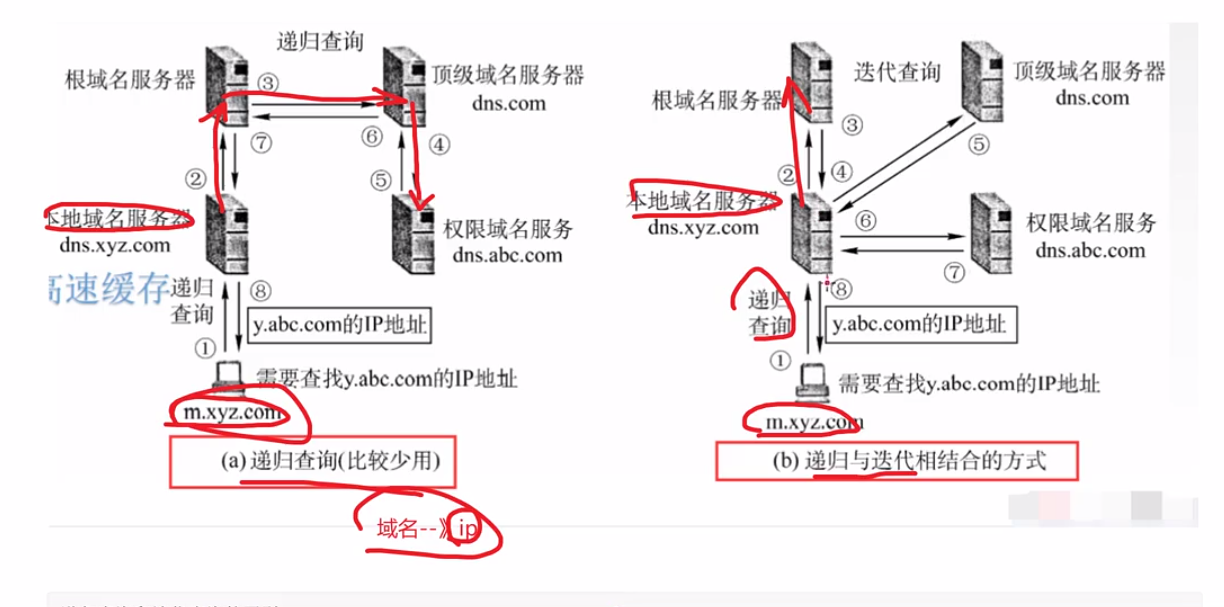 递归查询
根域名服务器
③
顶级域名服务器
dns.com
⑦
⑥
④
②
⑤
本地域名服务器
dns.xyz.com
权限域名服务
dns.abc.com
高速缓存
递归
查询
⑧
y.abc.com的IP地址
①
需要查找y.abc.com的IP地址
m.xyz.com
(a) 递归查询(比较少用)
域名--》ip
迭代查询
根域名服务器
顶级域名服务器
dns.com
③
⑤
②
④
本地域名服务器
dns.xyz.com
⑥
权限域名服务
dns.abc.com
⑦
递归
查询
⑧
y.abc.com的IP地址
①
需要查找y.abc.com的IP地址
m.xyz.com
(b) 递归与迭代相结合的方式